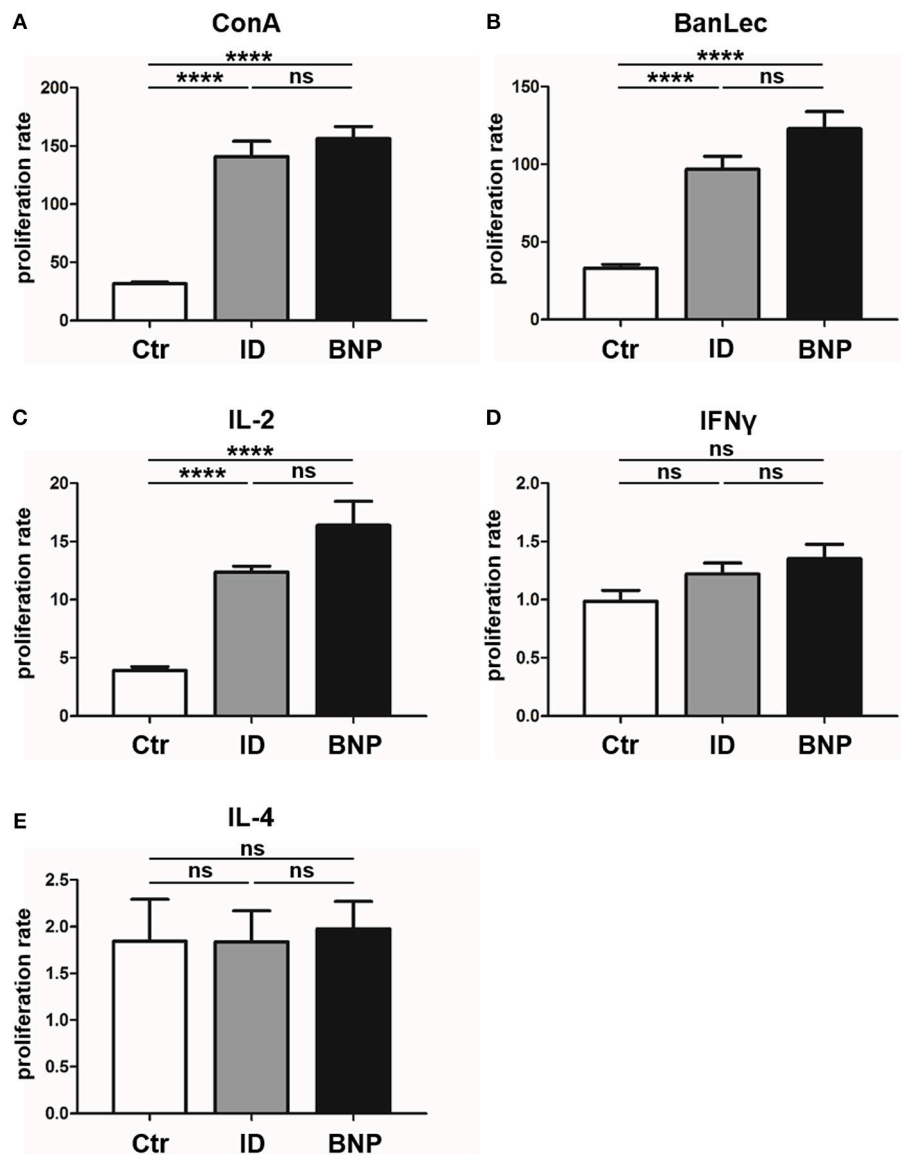 A
ConA
****
****
ns
proliferation rate
200
150
100
50
0
Ctr
ID
BNP
B
BanLec
****
****
ns
proliferation rate
150
100
50
0
Ctr
ID
BNP
C
IL-2
****
****
ns
proliferation rate
20
15
10
5
0
Ctr
ID
BNP
D
IFNγ
ns
ns
ns
proliferation rate
2.0
1.5
1.0
0.5
0.0
Ctr
ID
BNP
E
IL-4
ns
ns
ns
proliferation rate
2.5
2.0
1.5
1.0
0.5
0.0
Ctr
ID
BNP